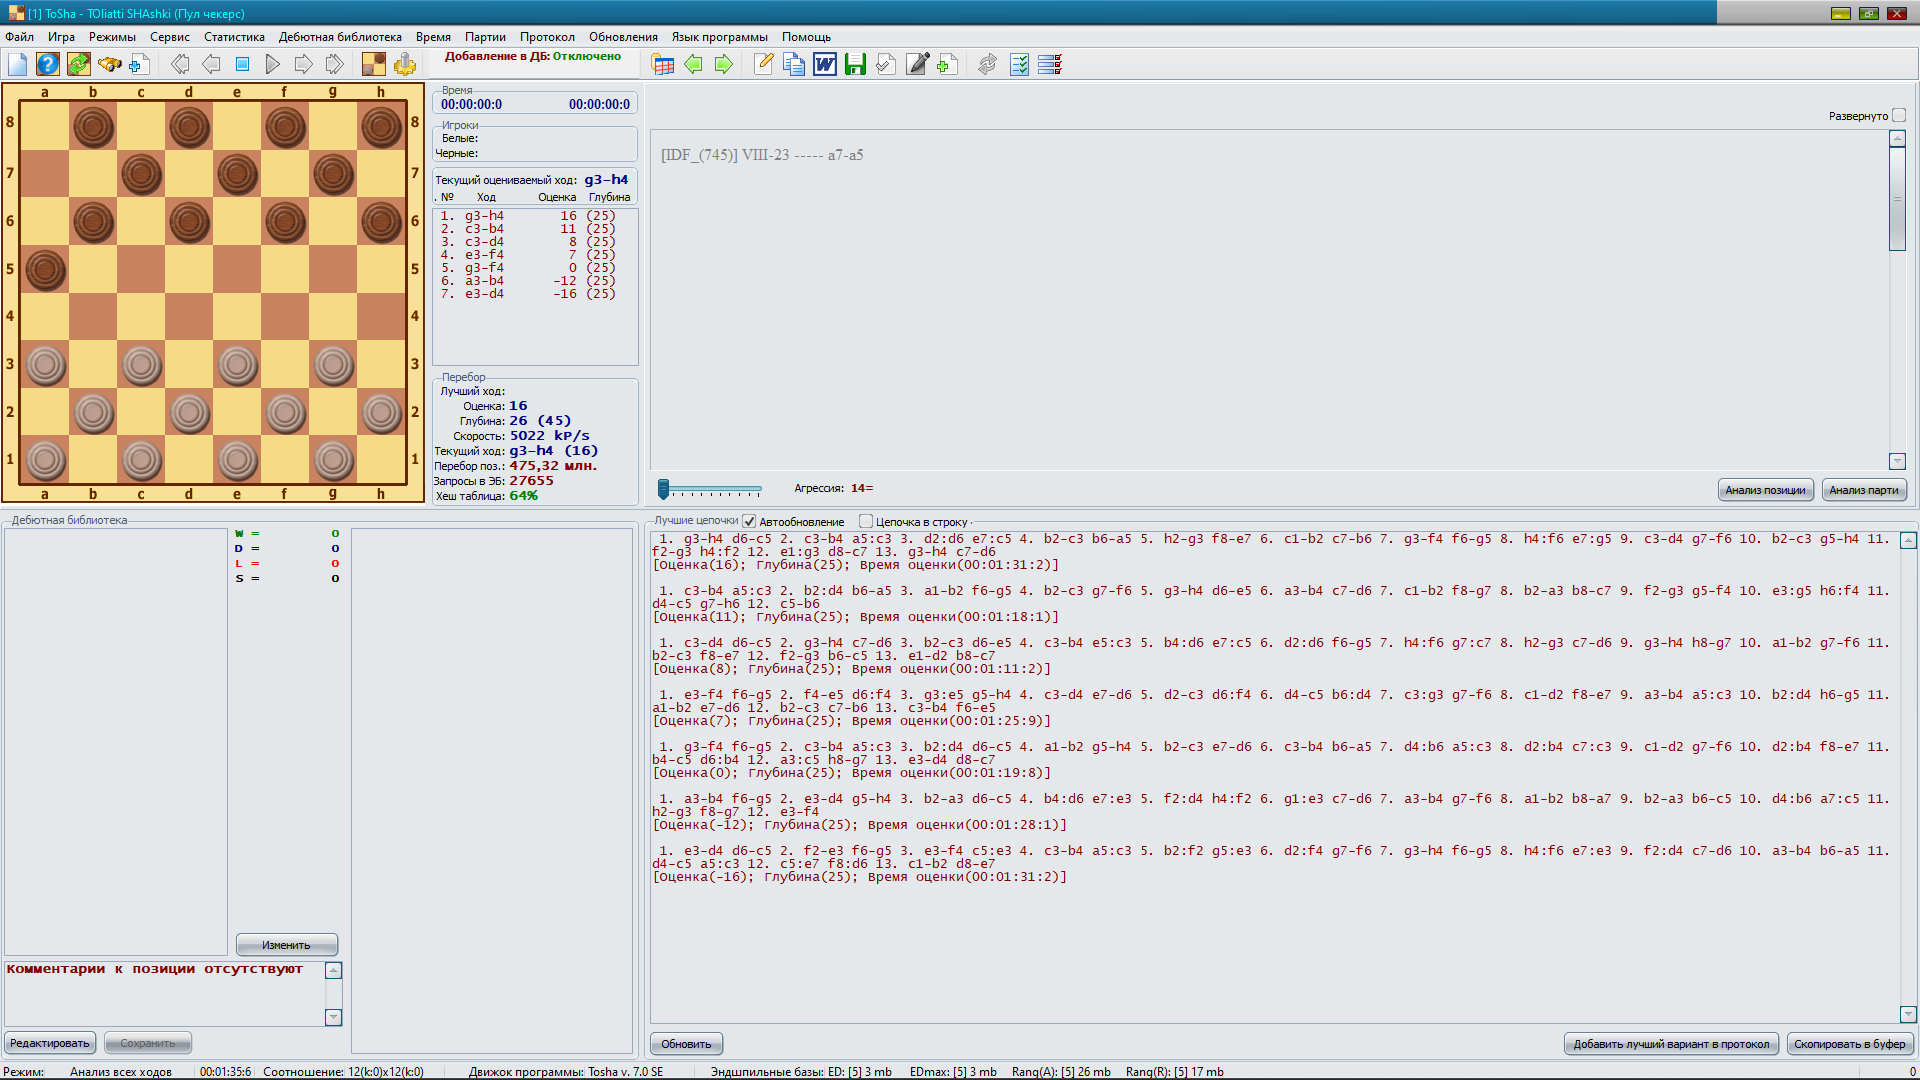 [1] ToSha - TOliatti SHAshki (Пул чекерс)
Файл Игра Режимы Сервис Статистика Дебютная библиотека Время Партии Протокол Обновления Язык программы Помощь
Добавление в ДБ: Отключено
a b c d e f g h
8 8
7 7
6 6
5 5
4 4
3 3
2 2
1 1
a b c d e f g h
Время
00:00:00:0 00:00:00:0
Игроки
Белые:
Черные:
Текущий оцениваемый ход: g3-h4
. № Ход Оценка Глубина
1. g3-h4 16 (25)
2. c3-b4 11 (25)
3. c3-d4 8 (25)
4. e3-f4 7 (25)
5. g3-f4 0 (25)
6. a3-b4 -12 (25)
7. e3-d4 -16 (25)
Перебор
Лучший ход:
Оценка: 16
Глубина: 26 (45)
Скорость: 5022 kP/s
Текущий ход: g3-h4 (16)
Перебор поз.: 475,32 млн.
Запросы в ЭБ: 27655
Хеш таблица: 64%
Развернуто
[IDF_(745)] VIII-23 ----- a7-a5
Агрессия: 14=
Анализ позиции Анализ парти
Дебютная библиотека
W = 0
D = 0
L = 0
S = 0
Изменить
Комментарии к позиции отсутствуют
Редактировать Сохранить
Лучшие цепочки Автообновление Цепочка в строку
1. g3-h4 d6-c5 2. c3-b4 a5:c3 3. d2:d6 e7:c5 4. b2-c3 b6-a5 5. h2-g3 f8-e7 6. c1-b2 c7-b6 7. g3-f4 f6-g5 8. h4:f6 e7:g5 9. c3-d4 g7-f6 10. b2-c3 g5-h4 11.
f2-g3 h4:f2 12. e1:g3 d8-c7 13. g3-h4 c7-d6
[Оценка(16); Глубина(25); Время оценки(00:01:31:2)]
1. c3-b4 a5:c3 2. b2:d4 b6-a5 3. a1-b2 f6-g5 4. b2-c3 g7-f6 5. g3-h4 d6-e5 6. a3-b4 c7-d6 7. c1-b2 f8-g7 8. b2-a3 b8-c7 9. f2-g3 g5-f4 10. e3:g5 h6:f4 11.
d4-c5 g7-h6 12. c5-b6
[Оценка(11); Глубина(25); Время оценки(00:01:18:1)]
1. c3-d4 d6-c5 2. g3-h4 c7-d6 3. b2-c3 d6-e5 4. c3-b4 e5:c3 5. b4:d6 e7:c5 6. d2:d6 f6-g5 7. h4:f6 g7:c7 8. h2-g3 c7-d6 9. g3-h4 h8-g7 10. a1-b2 g7-f6 11.
b2-c3 f8-e7 12. f2-g3 b6-c5 13. e1-d2 b8-c7
[Оценка(8); Глубина(25); Время оценки(00:01:11:2)]
1. e3-f4 f6-g5 2. f4-e5 d6:f4 3. g3:e5 g5-h4 4. c3-d4 e7-d6 5. d2-c3 d6:f4 6. d4-c5 b6:d4 7. c3:g3 g7-f6 8. c1-d2 f8-e7 9. a3-b4 a5:c3 10. b2:d4 h6-g5 11.
a1-b2 e7-d6 12. b2-c3 c7-b6 13. c3-b4 f6-e5
[Оценка(7); Глубина(25); Время оценки(00:01:25:9)]
1. g3-f4 f6-g5 2. c3-b4 a5:c3 3. b2:d4 d6-c5 4. a1-b2 g5-h4 5. b2-c3 e7-d6 6. c3-b4 b6-a5 7. d4:b6 a5:c3 8. d2:b4 c7:c3 9. c1-d2 g7-f6 10. d2:b4 f8-e7 11.
b4-c5 d6:b4 12. a3:c5 h8-g7 13. e3-d4 d8-c7
[Оценка(0); Глубина(25); Время оценки(00:01:19:8)]
1. a3-b4 f6-g5 2. e3-d4 g5-h4 3. b2-a3 d6-c5 4. b4:d6 e7:e3 5. f2:d4 h4:f2 6. g1:e3 c7-d6 7. a3-b4 g7-f6 8. a1-b2 b8-a7 9. b2-a3 b6-c5 10. d4:b6 a7:c5 11.
h2-g3 f8-g7 12. e3-f4
[Оценка(-12); Глубина(25); Время оценки(00:01:28:1)]
1. e3-d4 d6-c5 2. f2-e3 f6-g5 3. e3-f4 c5:e3 4. c3-b4 a5:c3 5. b2:f2 g5:e3 6. d2:f4 g7-f6 7. g3-h4 f6-g5 8. h4:f6 e7:e3 9. f2:d4 c7-d6 10. a3-b4 b6-a5 11.
d4-c5 a5:c3 12. c5:e7 f8:d6 13. c1-b2 d8-e7
[Оценка(-16); Глубина(25); Время оценки(00:01:31:2)]
Обновить Добавить лучший вариант в протокол Скопировать в буфер
Режим: Анализ всех ходов 00:01:35:6 Соотношение: 12(k:0)x12(k:0) Движок программы: Tosha v. 7.0 SE Эндшпильные базы: ED: [5] 3 mb EDmax: [5] 3 mb Rang(A): [5] 26 mb Rang(R): [5] 17 mb 0